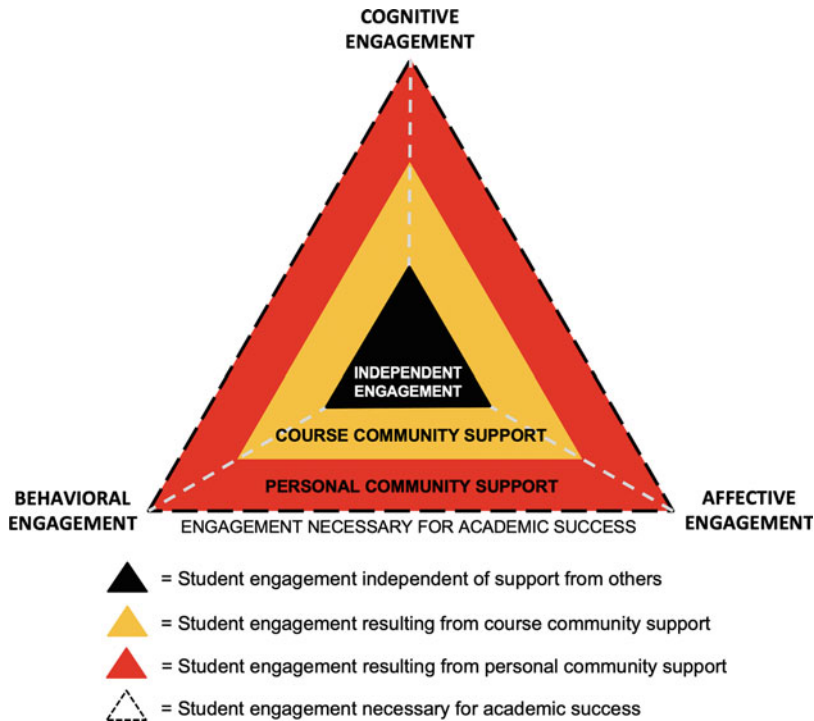 COGNITIVE
ENGAGEMENT
INDEPENDENT
ENGAGEMENT
COURSE COMMUNITY SUPPORT
PERSONAL COMMUNITY SUPPORT
BEHAVIORAL
ENGAGEMENT
AFFECTIVE
ENGAGEMENT
ENGAGEMENT NECESSARY FOR ACADEMIC SUCCESS
= Student engagement independent of support from others
= Student engagement resulting from course community support
= Student engagement resulting from personal community support
= Student engagement necessary for academic success